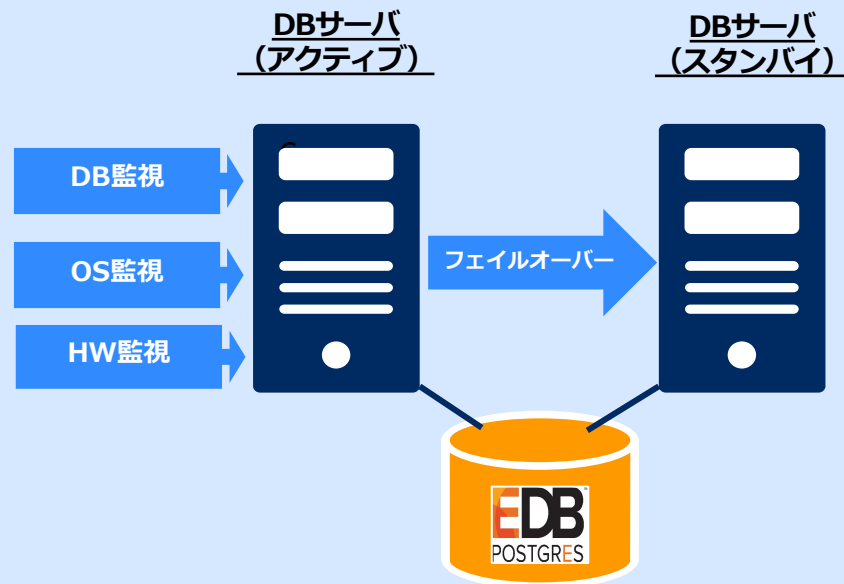 DBサーバ
（アクティブ）
DBサーバ
（スタンバイ）
DB監視
OS監視
HW監視
フェイルオーバー
EDB
POSTGRES